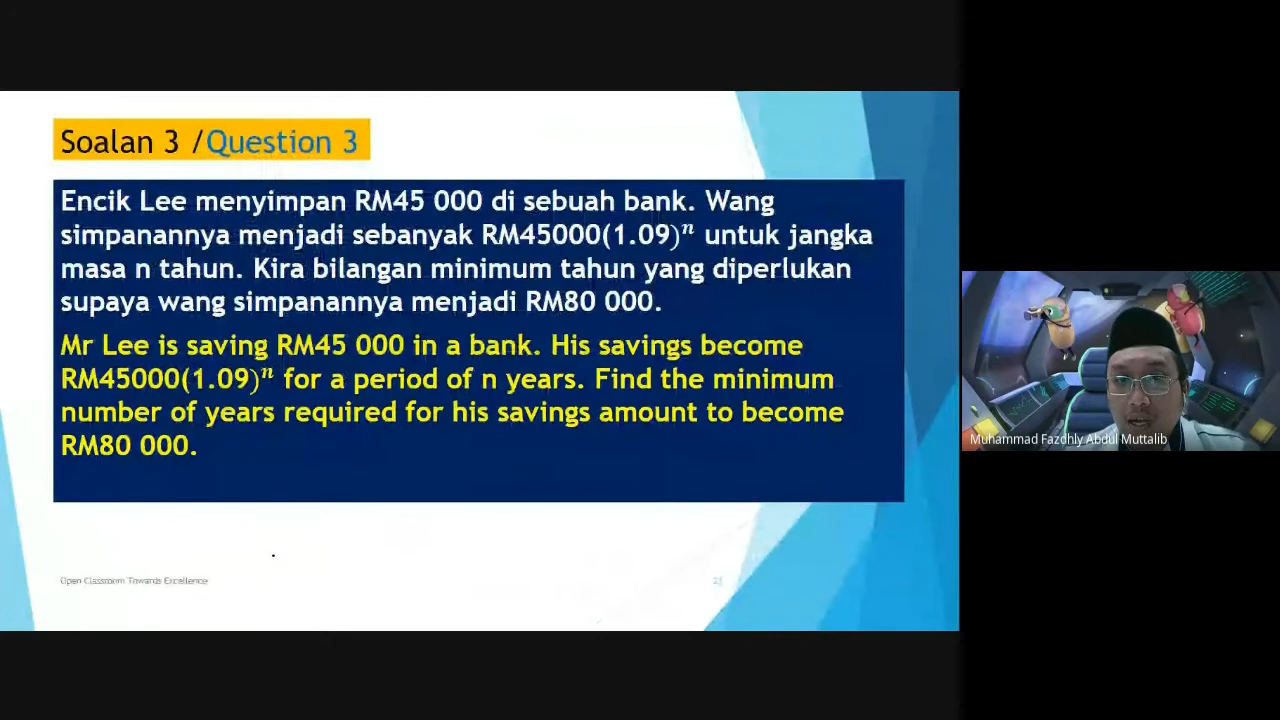 Soalan 3 /Question 3
Encik Lee menyimpan RM45 000 di sebuah bank. Wang
simpanannya menjadi sebanyak RM45000(1.09)ⁿ untuk jangka
masa n tahun. Kira bilangan minimum tahun yang diperlukan
supaya wang simpanannya menjadi RM80 000.
Mr Lee is saving RM45 000 in a bank. His savings become
RM45000(1.09)ⁿ for a period of n years. Find the minimum
number of years required for his savings amount to become
RM80 000.
Muhammad Fazdhly Abdul Muttalib
Open Classroom Towards Excellence